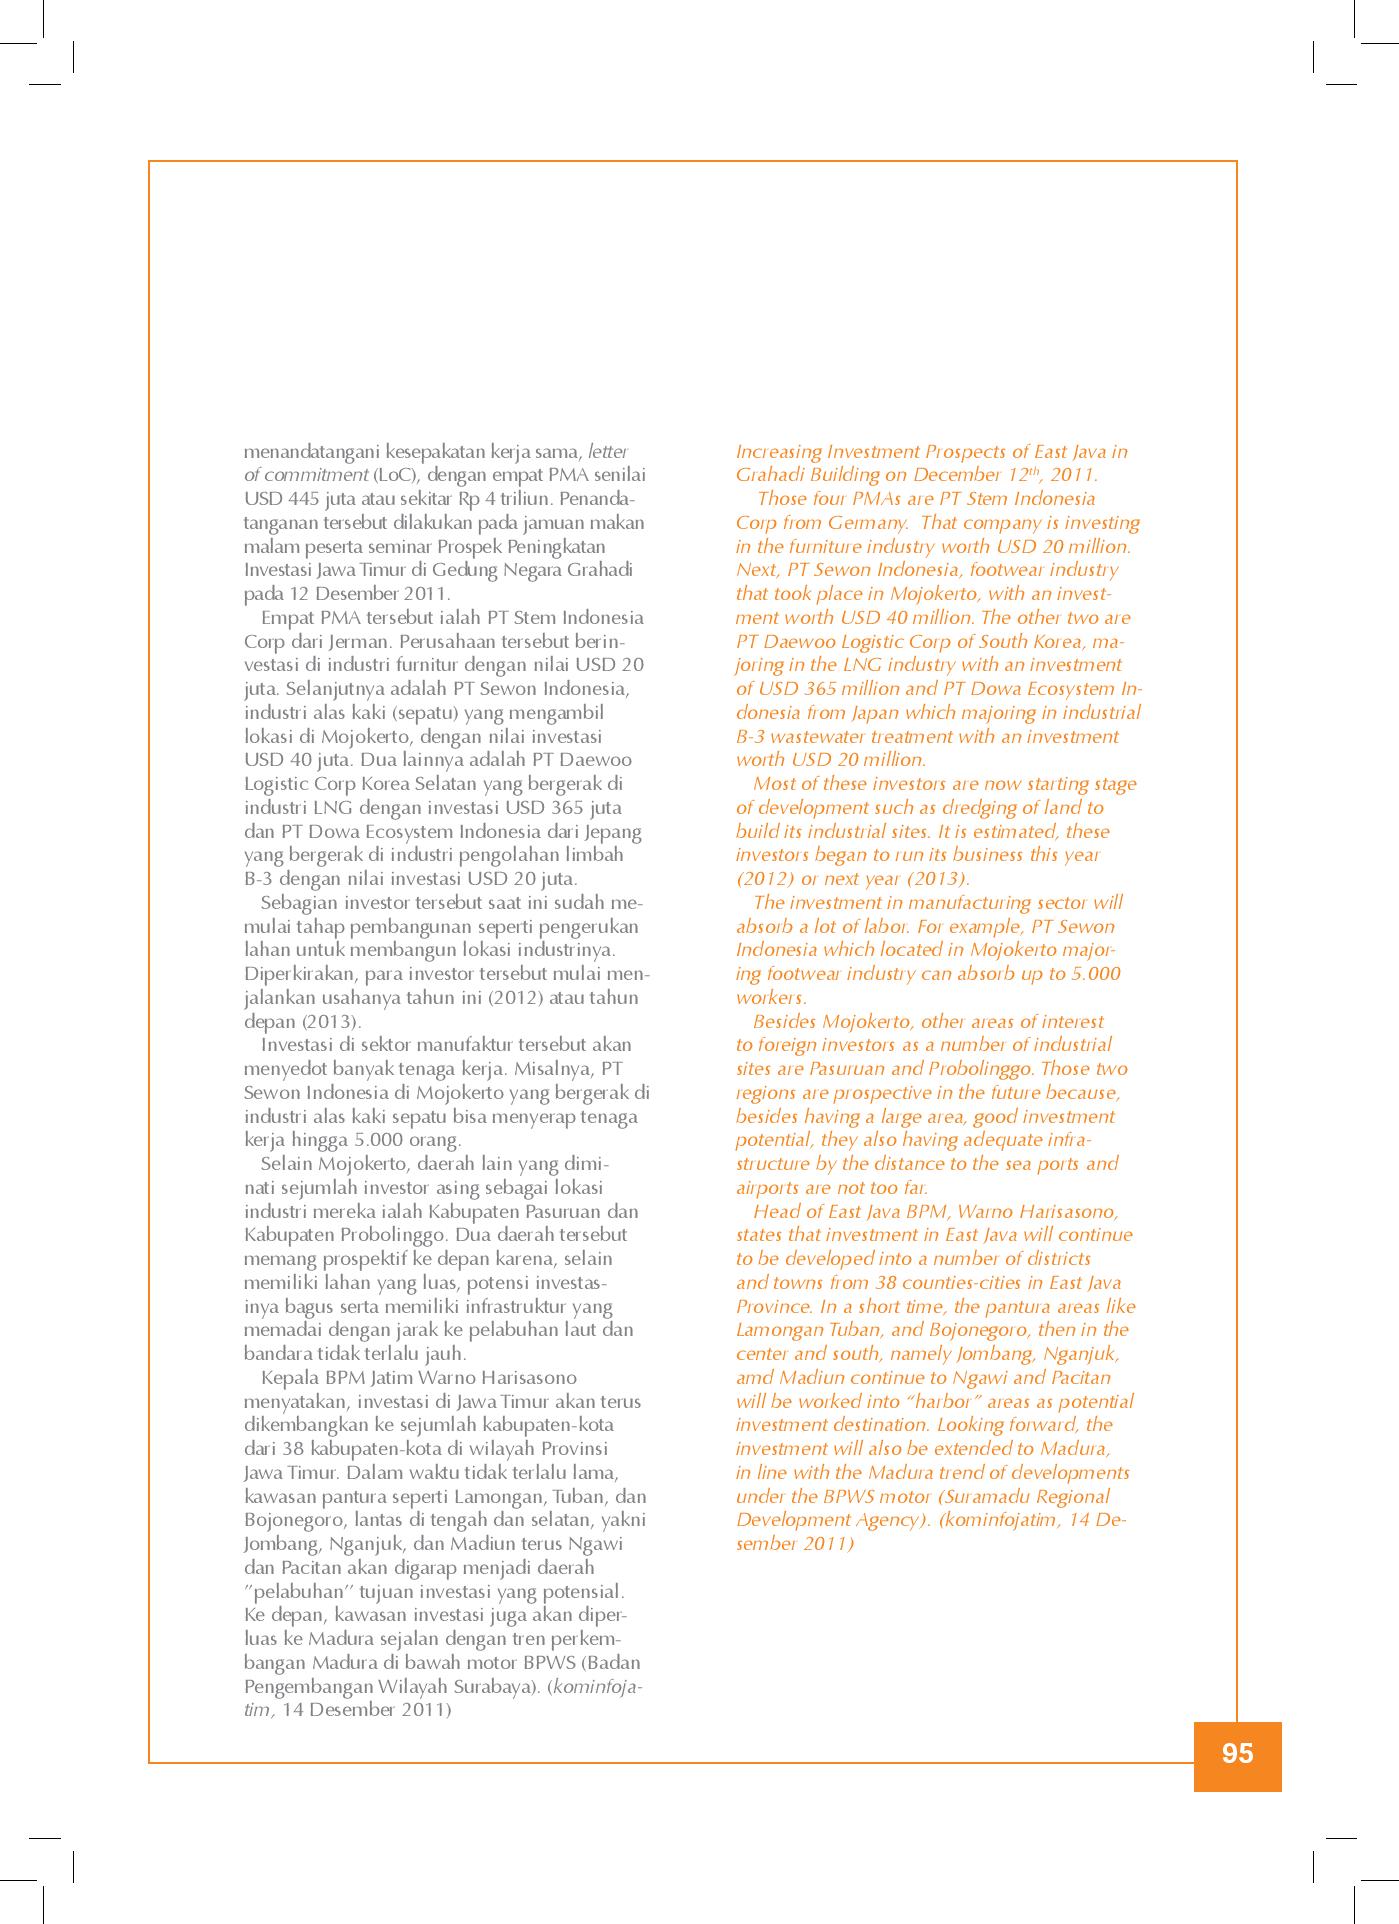 menandatangani kesepakatan kerja sama, letter
of commitment (LoC), dengan empat PMA senilai
USD 445 juta atau sekitar Rp 4 triliun. Penanda-
tanganan tersebut dilakukan pada jamuan makan
malam peserta seminar Prospek Peningkatan
Investasi Jawa Timur di Gedung Negara Grahadi
pada 12 Desember 2011.
Empat PMA tersebut ialah PT Stem Indonesia
Corp dari Jerman. Perusahaan tersebut berin-
vestasi di industri furnitur dengan nilai USD 20
juta. Selanjutnya adalah PT Sewon Indonesia,
industri alas kaki (sepatu) yang mengambil
lokasi di Mojokerto, dengan nilai investasi
USD 40 juta. Dua lainnya adalah PT Daewoo
Logistic Corp Korea Selatan yang bergerak di
industri LNG dengan investasi USD 365 juta
dan PT Dowa Ecosystem Indonesia dari Jepang
yang bergerak di industri pengolahan limbah
B-3 dengan nilai investasi USD 20 juta.
Sebagian investor tersebut saat ini sudah me-
mulai tahap pembangunan seperti pengerukan
lahan untuk membangun lokasi industrinya.
Diperkirakan, para investor tersebut mulai men-
jalankan usahanya tahun ini (2012) atau tahun
depan (2013).
Investasi di sektor manufaktur tersebut akan
menyedot banyak tenaga kerja. Misalnya, PT
Sewon Indonesia di Mojokerto yang bergerak di
industri alas kaki sepatu bisa menyerap tenaga
kerja hingga 5.000 orang.
Selain Mojokerto, daerah lain yang dimi-
nati sejumlah investor asing sebagai lokasi
industri mereka ialah Kabupaten Pasuruan dan
Kabupaten Probolinggo. Dua daerah tersebut
memang prospektif ke depan karena, selain
memiliki lahan yang luas, potensi investas-
inya bagus serta memiliki infrastruktur yang
memadai dengan jarak ke pelabuhan laut dan
bandara tidak terlalu jauh.
Kepala BPM Jatim Warno Harisasono
menyatakan, investasi di Jawa Timur akan terus
dikembangkan ke sejumlah kabupaten-kota
dari 38 kabupaten-kota di wilayah Provinsi
Jawa Timur. Dalam waktu tidak terlalu lama,
kawasan pantura seperti Lamongan, Tuban, dan
Bojonegoro, lantas di tengah dan selatan, yakni
Jombang, Nganjuk, dan Madiun terus Ngawi
dan Pacitan akan digarap menjadi daerah
”pelabuhan’’ tujuan investasi yang potensial.
Ke depan, kawasan investasi juga akan diper-
luas ke Madura sejalan dengan tren perkem-
bangan Madura di bawah motor BPWS (Badan
Pengembangan Wilayah Surabaya). (kominfoja-
tim, 14 Desember 2011)
Increasing Investment Prospects of East Java in
Grahadi Building on December 12th, 2011.
Those four PMAs are PT Stem Indonesia
Corp from Germany. That company is investing
in the furniture industry worth USD 20 million.
Next, PT Sewon Indonesia, footwear industry
that took place in Mojokerto, with an invest-
ment worth USD 40 million. The other two are
PT Daewoo Logistic Corp of South Korea, ma-
joring in the LNG industry with an investment
of USD 365 million and PT Dowa Ecosystem In-
donesia from Japan which majoring in industrial
B-3 wastewater treatment with an investment
worth USD 20 million.
Most of these investors are now starting stage
of development such as dredging of land to
build its industrial sites. It is estimated, these
investors began to run its business this year
(2012) or next year (2013).
The investment in manufacturing sector will
absorb a lot of labor. For example, PT Sewon
Indonesia which located in Mojokerto major-
ing footwear industry can absorb up to 5.000
workers.
Besides Mojokerto, other areas of interest
to foreign investors as a number of industrial
sites are Pasuruan and Probolinggo. Those two
regions are prospective in the future because,
besides having a large area, good investment
potential, they also having adequate infra-
structure by the distance to the sea ports and
airports are not too far.
Head of East Java BPM, Warno Harisasono,
states that investment in East Java will continue
to be developed into a number of districts
and towns from 38 counties-cities in East Java
Province. In a short time, the pantura areas like
Lamongan Tuban, and Bojonegoro, then in the
center and south, namely Jombang, Nganjuk,
amd Madiun continue to Ngawi and Pacitan
will be worked into “harbor” areas as potential
investment destination. Looking forward, the
investment will also be extended to Madura,
in line with the Madura trend of developments
under the BPWS motor (Suramadu Regional
Development Agency). (kominfojatim, 14 De-
sember 2011)
95